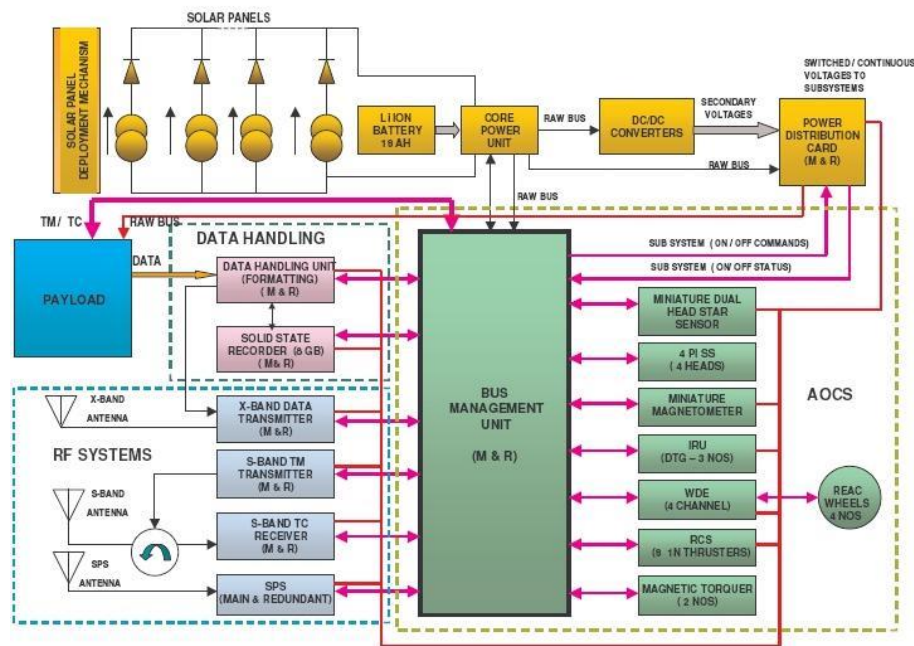 SOLAR PANELS
SOLAR PANEL
DEPLOYMENT MECHANISM
LI ION
BATTERY
18 AH
CORE
POWER
UNIT
RAW BUS
DC/DC
CONVERTERS
SECONDARY
VOLTAGES
SWITCHED / CONTINUOUS
VOLTAGES TO
SUBSYSTEMS
POWER
DISTRIBUTION
CARD
(M & R)
RAW BUS
RAW BUS
TM / TC
RAW BUS
DATA
PAYLOAD
DATA HANDLING
DATA HANDLING UNIT
(FORMATTING)
( M & R)
SOLID STATE
RECORDER (8 GB)
( M& R)
X-BAND
ANTENNA
X-BAND DATA
TRANSMITTER
(M &R)
RF SYSTEMS
S-BAND TM
TRANSMITTER
(M & R)
S-BAND
ANTENNA
S-BAND TC
RECEIVER
(M & R)
SPS
ANTENNA
SPS
(MAIN & REDUNDANT)
BUS
MANAGEMENT
UNIT
(M & R)
SUB SYSTEM ( ON / OFF COMMANDS)
SUB SYSTEM ( ON/ OFF STATUS)
MINIATURE DUAL
HEAD STAR
SENSOR
4 PI SS
( 4 HEADS)
MINIATURE
MAGNETOMETER
AOCS
IRU
(DTG – 3 NOS)
WDE
(4 CHANNEL)
REAC
WHEELS
4 NOS
RCS
(8 1N THRUSTERS)
MAGNETIC TORQUER
( 2 NOS)